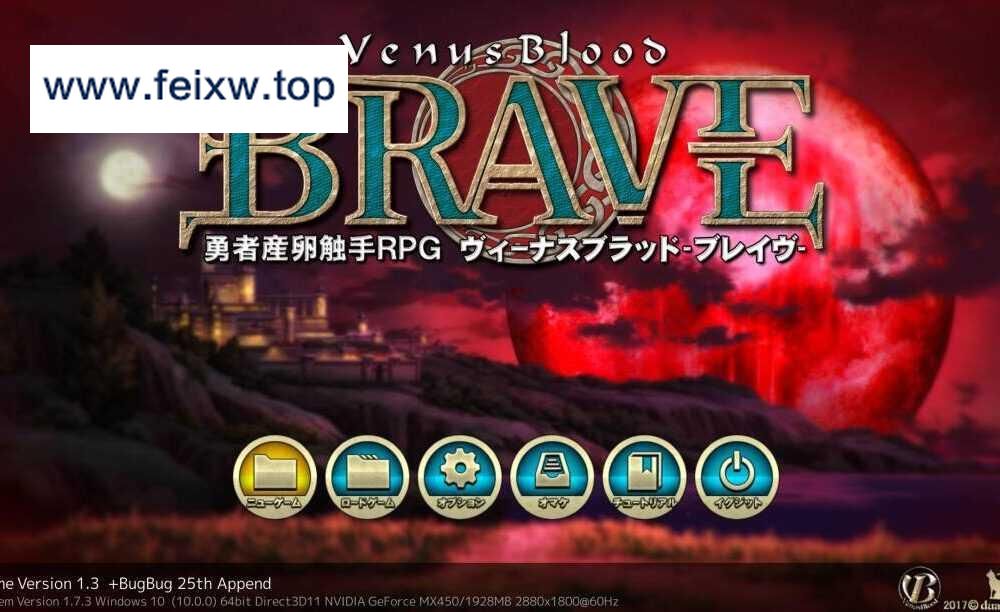 VenusBlood
www.feixw.top
BRAVE
勇者産卵触手RPG ヴィーナスブラッド-ブレイヴ-
ニューゲーム
ロードゲーム
オプション
オマケ
チュートリアル
イグジット
Version 1.3 +BugBug 25th Append
Version 1.7.3 Windows 10 (10.0.0) 64bit Direct3D11 NVIDIA GeForce MX450/1928MB 2880x1800@60Hz
VB
2017©